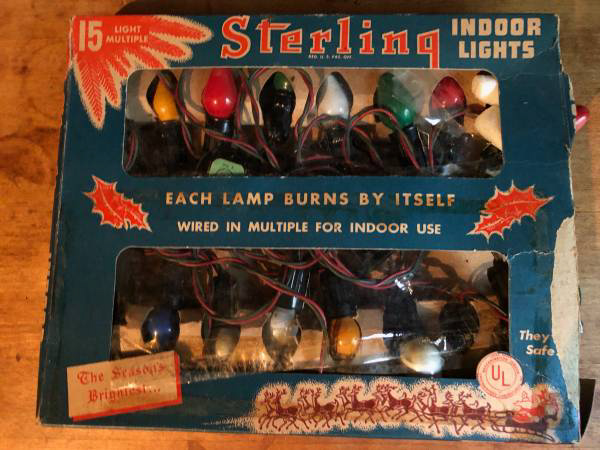 15 LIGHT
MULTIPLE
Sterling
REG. U.S. PAT. OFF.
INDOOR
LIGHTS
EACH LAMP BURNS BY ITSELF
WIRED IN MULTIPLE FOR INDOOR USE
The Season's
Brightest...
They
Safe
UL